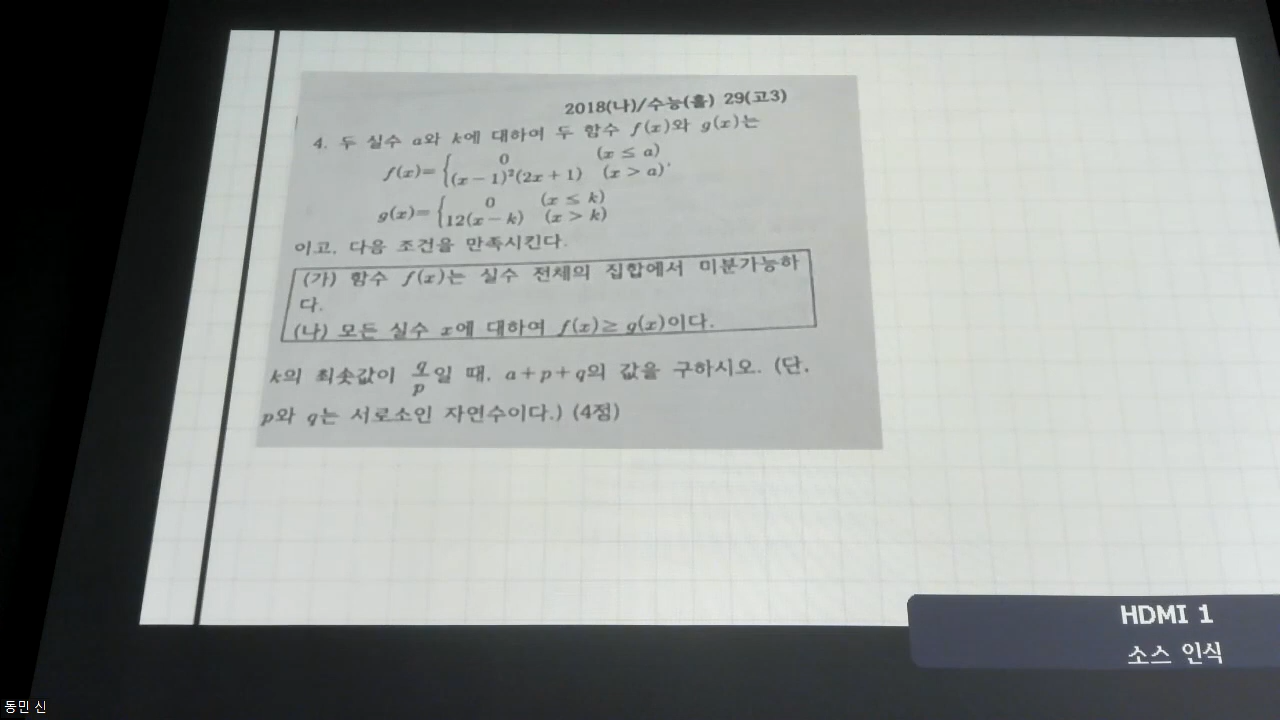 2018(나)/수능(홀) 29(고3)
4. 두 실수 a와 k에 대하여 두 함수 f(x)와 g(x)는
f(x)={ 0 (x ≤ a)
(x−1)²(2x+1) (x > a)'
g(x)={ 0 (x ≤ k)
12(x−k) (x > k)
이고, 다음 조건을 만족시킨다.
(가) 함수 f(x)는 실수 전체의 집합에서 미분가능하
다.
(나) 모든 실수 x에 대하여 f(x)≥ g(x)이다.
k의 최솟값이 q/p일 때, a+p+q의 값을 구하시오. (단,
p와 q는 서로소인 자연수이다.) (4점)
HDMI 1
소스 인식
동민 신